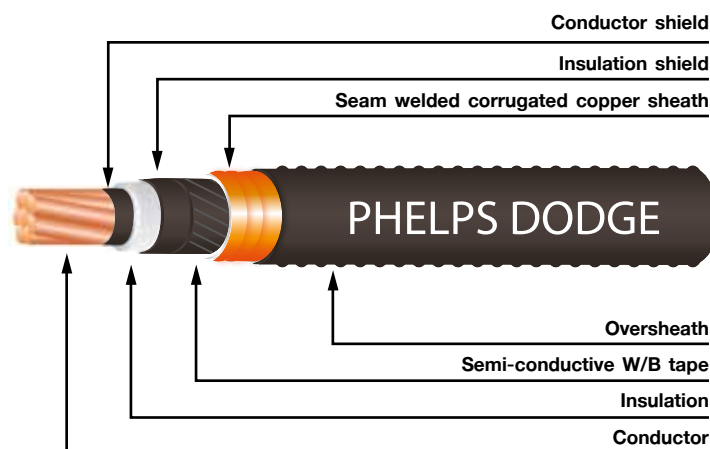 Conductor shield
Insulation shield
Seam welded corrugated copper sheath
PHELPS DODGE
Oversheath
Semi-conductive W/B tape
Insulation
Conductor